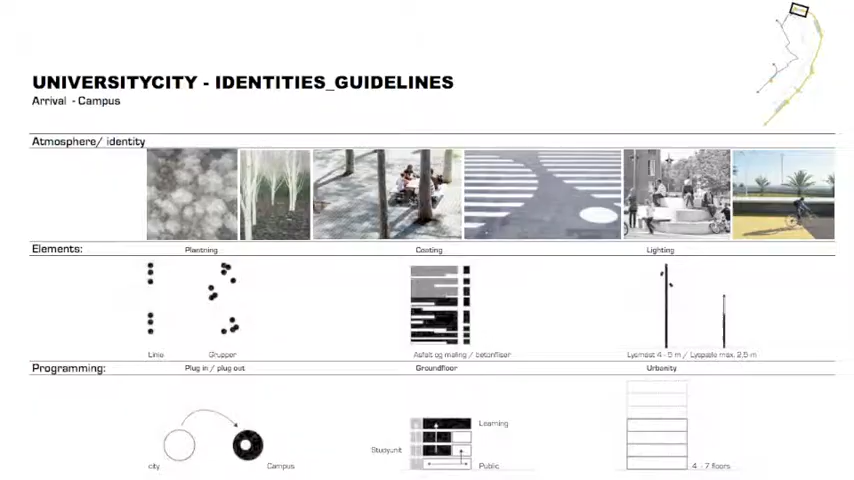 UNIVERSITYCITY - IDENTITIES_GUIDELINES
Arrival - Campus
Atmosphere/ identity
Elements: Plantning Coating Lighting
Linie Grupper Asfalt og maling / betonfliser Lysmast 4 - 5 m / Lyspæle max. 2,5 m
Programming: Plug in / plug out Groundfloor Urbanity
Learning
Studyunit
city Campus Public 4 - 7 floors